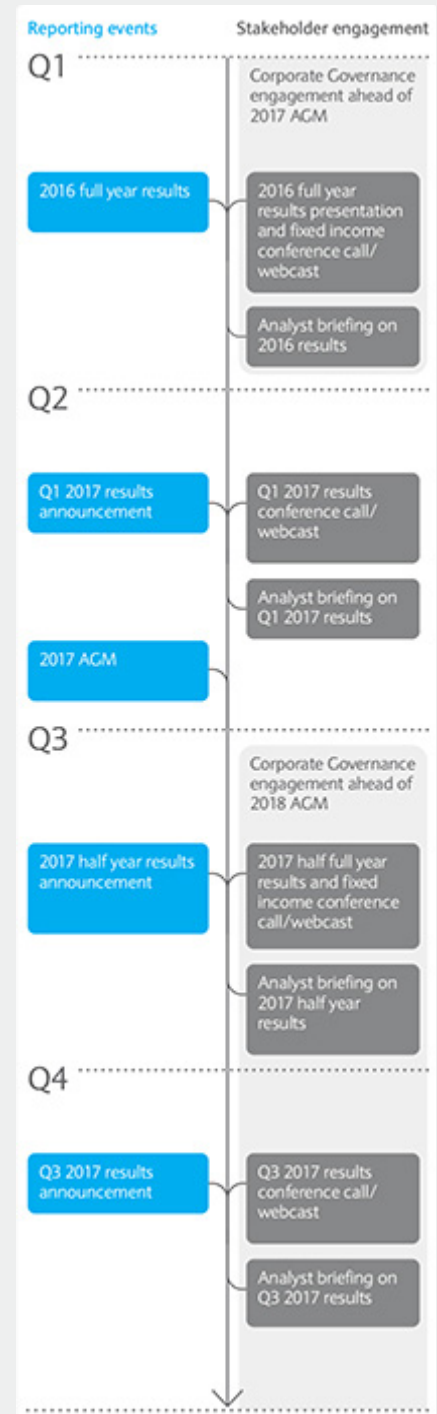 Reporting events
Stakeholder engagement
Q1
Corporate Governance
engagement ahead of
2017 AGM
2016 full year results
2016 full year
results presentation
and fixed income
conference call/
webcast
Analyst briefing on
2016 results
Q2
Q1 2017 results
announcement
Q1 2017 results
conference call/
webcast
Analyst briefing on
Q1 2017 results
2017 AGM
Q3
Corporate Governance
engagement ahead of
2018 AGM
2017 half year results
announcement
2017 half full year
results and fixed
income conference
call/webcast
Analyst briefing on
2017 half year
results
Q4
Q3 2017 results
announcement
Q3 2017 results
conference call/
webcast
Analyst briefing on
Q3 2017 results